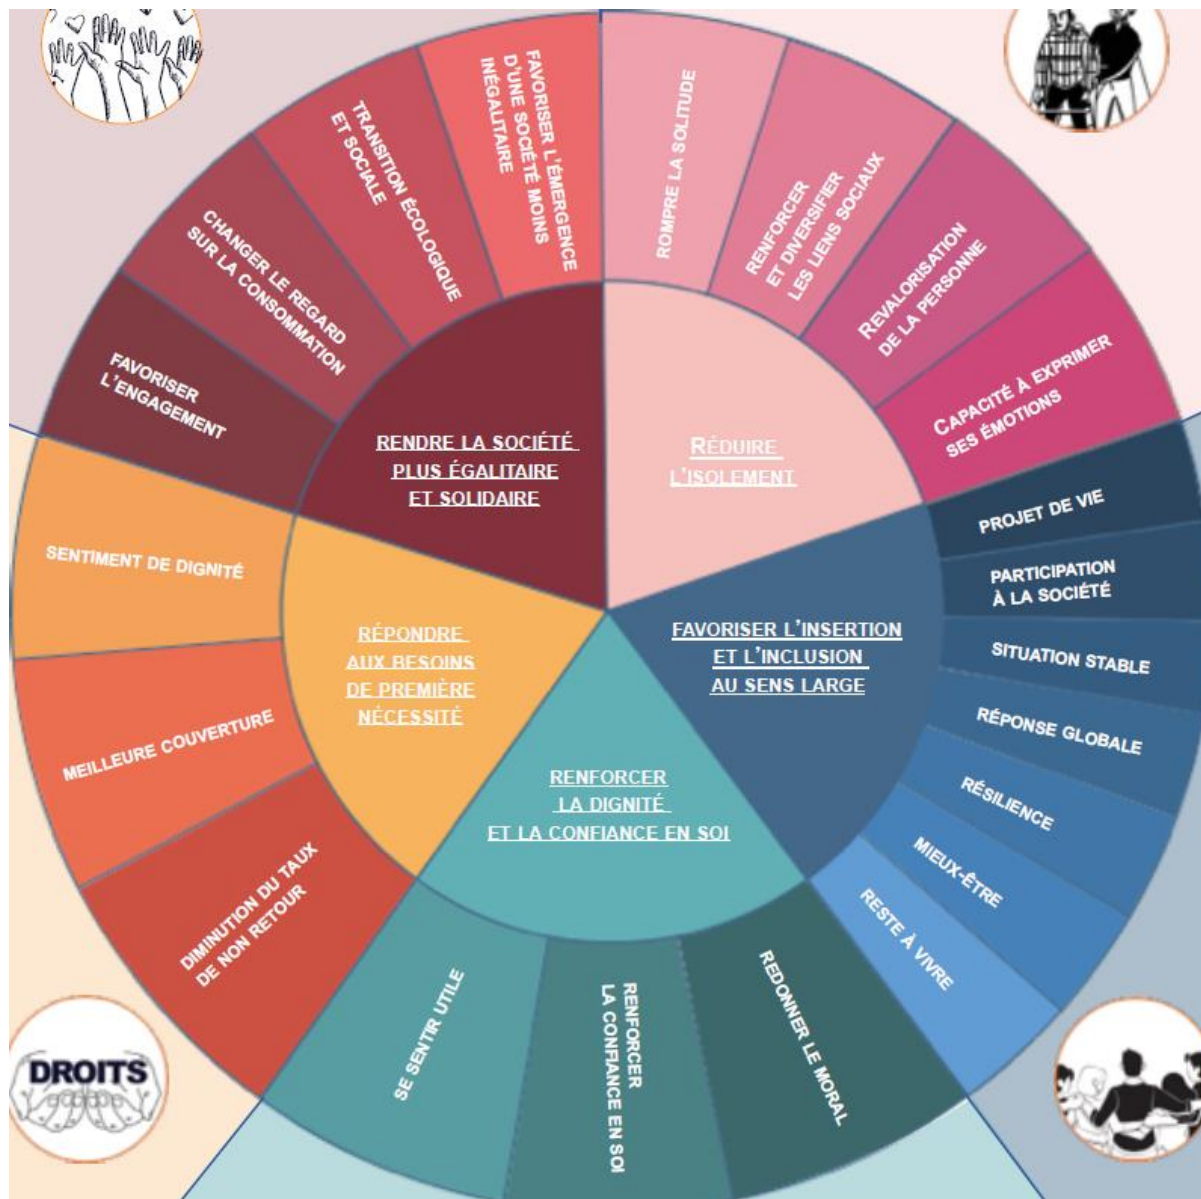 FAVORISER L'ÉMERGENCE
D'UNE SOCIÉTÉ MOINS
INÉGALITAIRE
TRANSITION ÉCOLOGIQUE
ET SOCIALE
CHANGER LE REGARD
SUR LA CONSOMMATION
FAVORISER
L'ENGAGEMENT
RENDRE LA SOCIÉTÉ
PLUS ÉGALITAIRE
ET SOLIDAIRE
ROMPRE LA SOLITUDE
RENFORCER
ET DIVERSIFIER
LES LIENS SOCIAUX
REVALORISATION
DE LA PERSONNE
CAPACITÉ À EXPRIMER
SES ÉMOTIONS
RÉDUIRE
L'ISOLEMENT
PROJET DE VIE
PARTICIPATION
À LA SOCIÉTÉ
SITUATION STABLE
RÉPONSE GLOBALE
RÉSILIENCE
MIEUX-ÊTRE
RESTE À VIVRE
FAVORISER L'INSERTION
ET L'INCLUSION
AU SENS LARGE
RENFORCER
LA DIGNITÉ
ET LA CONFIANCE EN SOI
REDONNER LE MORAL
RENFORCER
LA CONFIANCE EN SOI
SE SENTIR UTILE
RÉPONDRE
AUX BESOINS
DE PREMIÈRE
NÉCESSITÉ
SENTIMENT DE DIGNITÉ
MEILLEURE COUVERTURE
DIMINUTION DU TAUX
DE NON RETOUR
DROITS